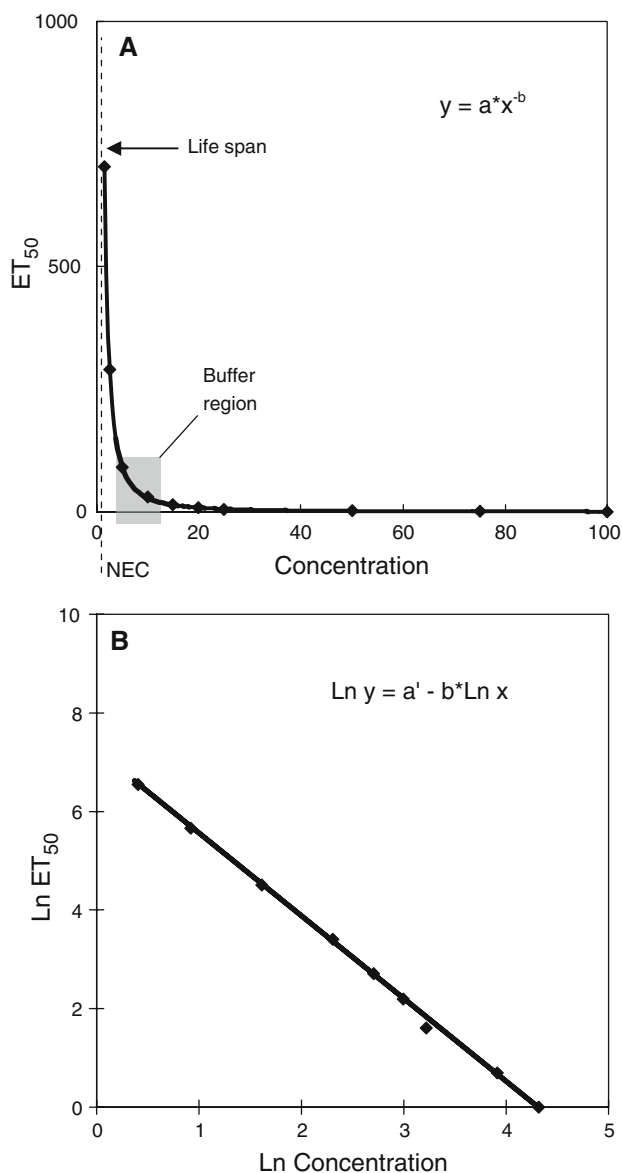 1000
A
y = a*x-b
Life span
ET50
500
Buffer
region
0
0 20 40 60 80 100
NEC
Concentration
10
B
Ln y = a' - b*Ln x
8
6
Ln ET50
4
2
0
0 1 2 3 4 5
Ln Concentration